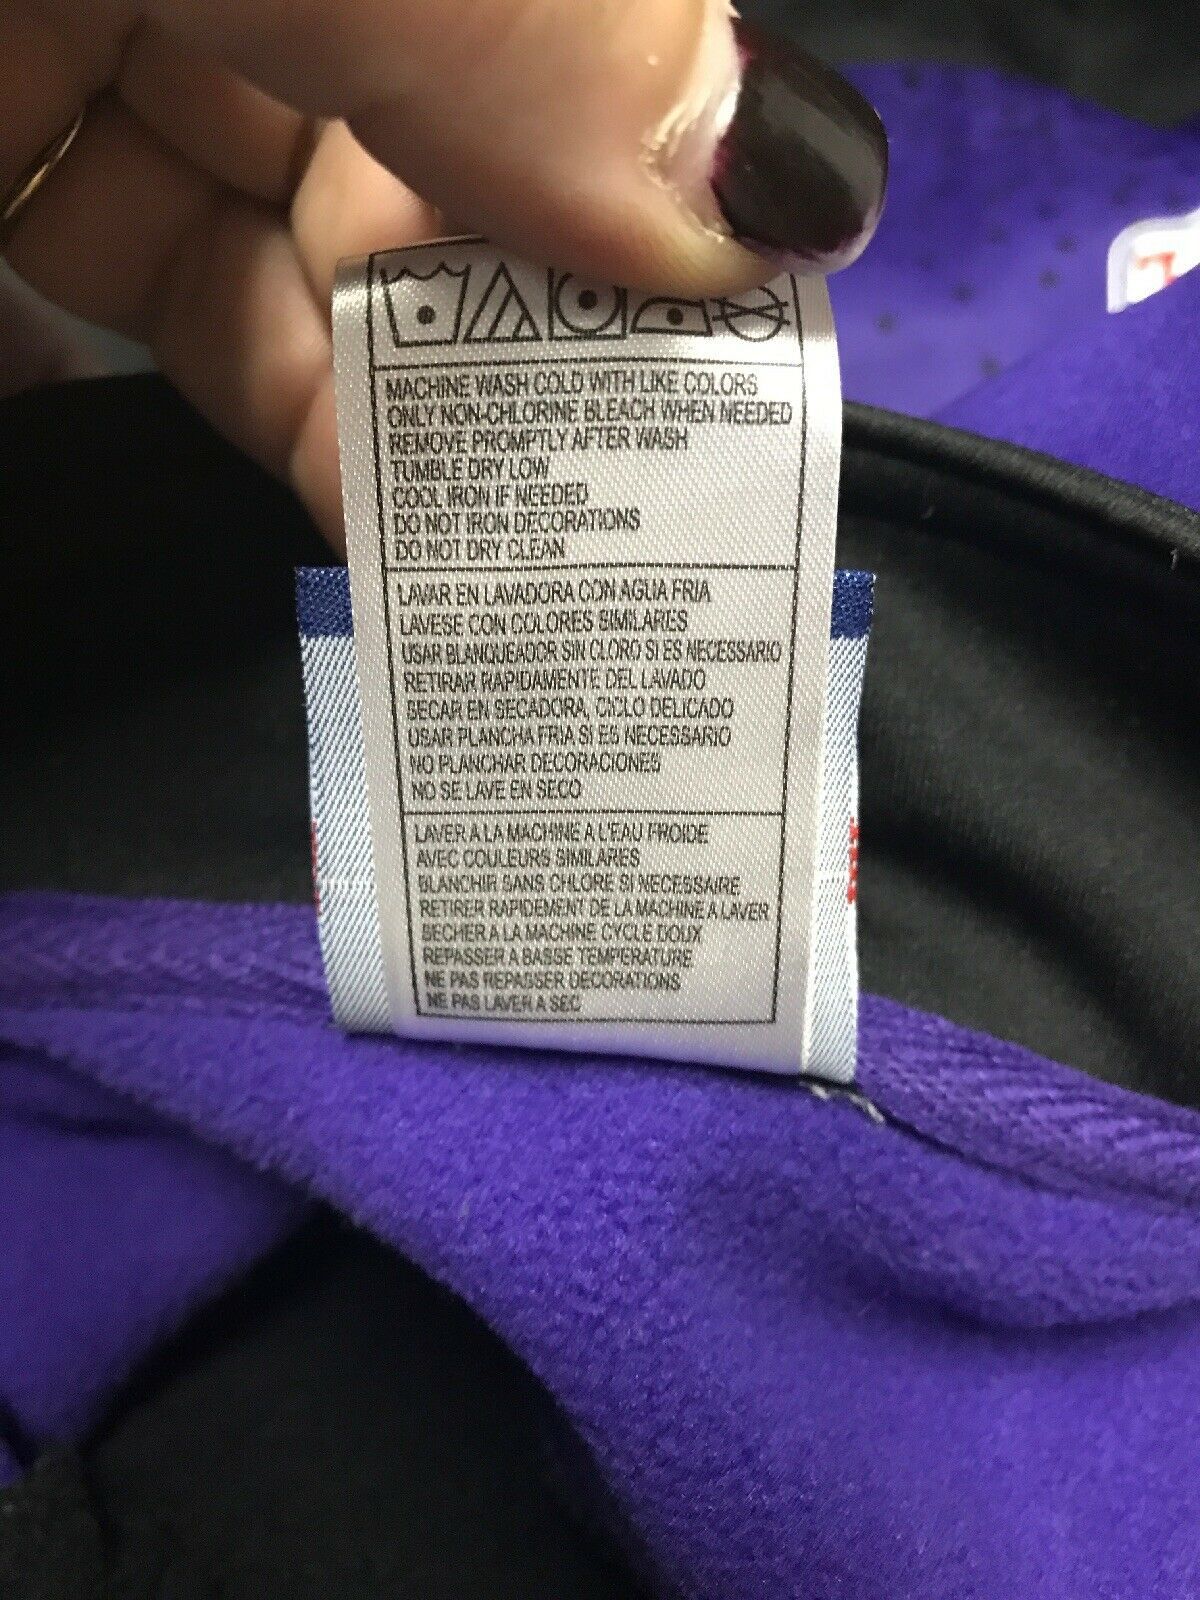 MACHINE WASH COLD WITH LIKE COLORS
ONLY NON-CHLORINE BLEACH WHEN NEEDED
REMOVE PROMPTLY AFTER WASH
TUMBLE DRY LOW
COOL IRON IF NEEDED
DO NOT IRON DECORATIONS
DO NOT DRY CLEAN
LAVAR EN LAVADORA CON AGUA FRIA
LAVESE CON COLORES SIMILARES
USAR BLANQUEADOR SIN CLORO SI ES NECESSARIO
RETIRAR RAPIDAMENTE DEL LAVADO
SECAR EN SECADORA, CICLO DELICADO
USAR PLANCHA FRIA SI ES NECESSARIO
NO PLANCHAR DECORACIONES
NO SE LAVE EN SECO
LAVER A LA MACHINE A L'EAU FROIDE
AVEC COULEURS SIMILARES
BLANCHIR SANS CHLORE SI NECESSAIRE
RETIRER RAPIDEMENT DE LA MACHINE A LAVER
SECHER A LA MACHINE CYCLE DOUX
REPASSER A BASSE TEMPERATURE
NE PAS REPASSER DECORATIONS
NE PAS LAVER A SEC